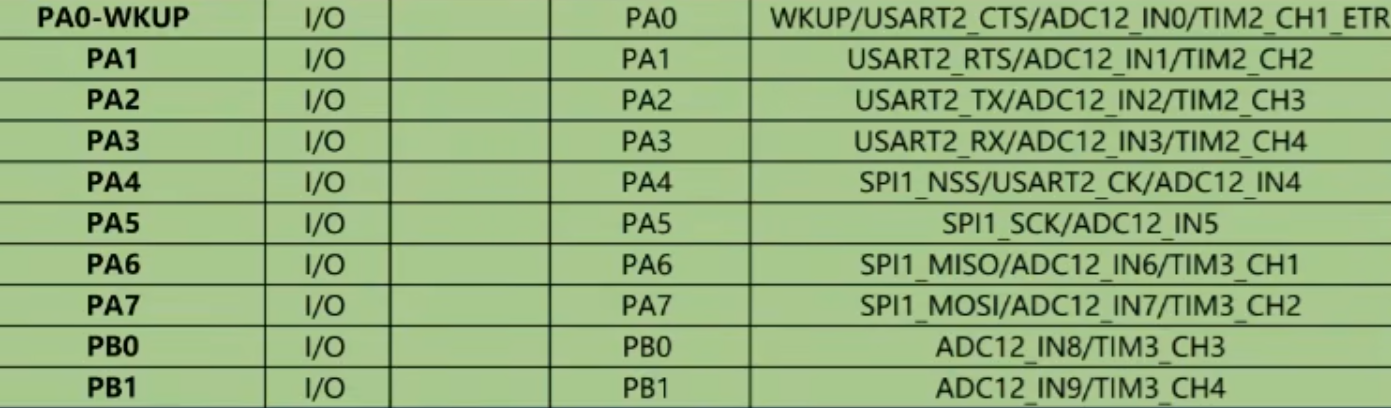 PA0-WKUP I/O PA0 WKUP/USART2_CTS/ADC12_IN0/TIM2_CH1_ETR
PA1 I/O PA1 USART2_RTS/ADC12_IN1/TIM2_CH2
PA2 I/O PA2 USART2_TX/ADC12_IN2/TIM2_CH3
PA3 I/O PA3 USART2_RX/ADC12_IN3/TIM2_CH4
PA4 I/O PA4 SPI1_NSS/USART2_CK/ADC12_IN4
PA5 I/O PA5 SPI1_SCK/ADC12_IN5
PA6 I/O PA6 SPI1_MISO/ADC12_IN6/TIM3_CH1
PA7 I/O PA7 SPI1_MOSI/ADC12_IN7/TIM3_CH2
PB0 I/O PB0 ADC12_IN8/TIM3_CH3
PB1 I/O PB1 ADC12_IN9/TIM3_CH4